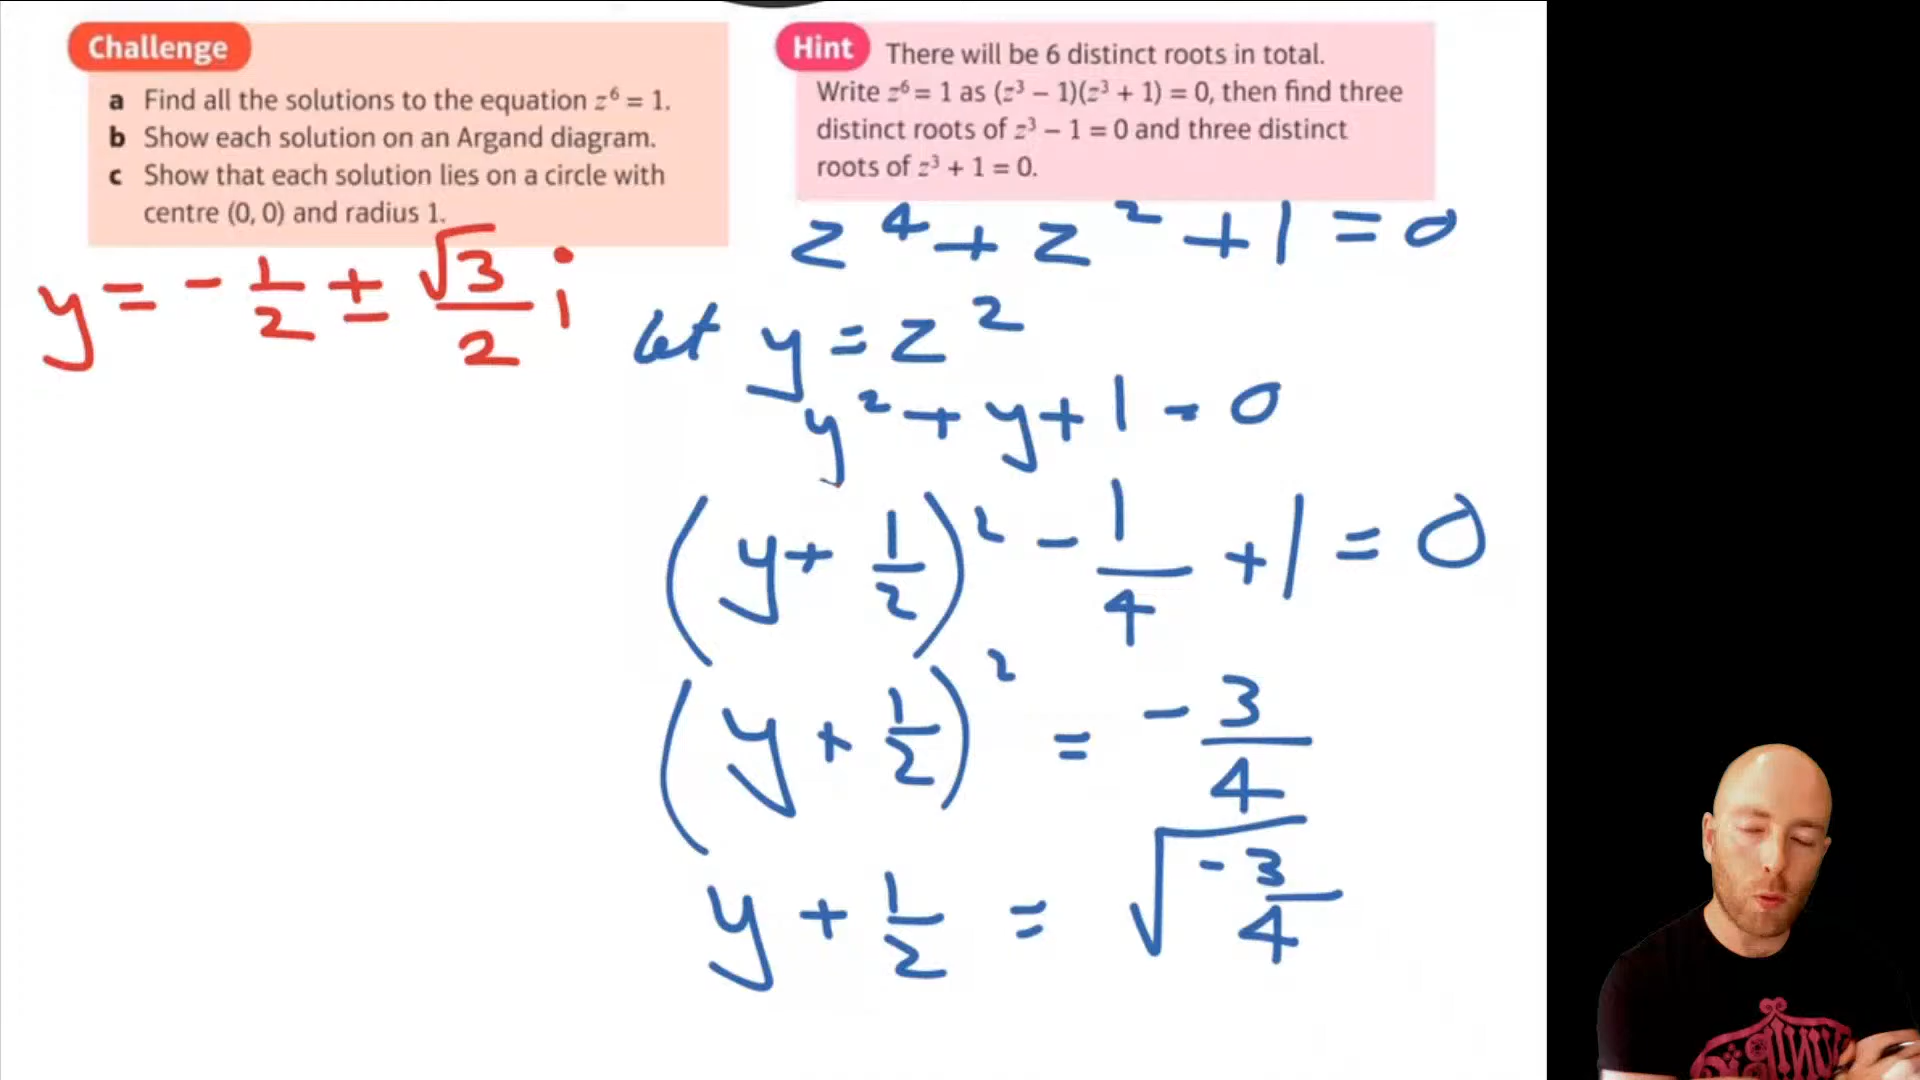 Challenge
a Find all the solutions to the equation z⁶ = 1.
b Show each solution on an Argand diagram.
c Show that each solution lies on a circle with
centre (0, 0) and radius 1.
Hint There will be 6 distinct roots in total.
Write z⁶ = 1 as (z³ − 1)(z³ + 1) = 0, then find three
distinct roots of z³ − 1 = 0 and three distinct
roots of z³ + 1 = 0.
y = - 1/2 ± √3/2 i
z⁴ + z² + 1 = 0
let y = z²
y² + y + 1 = 0
(y + 1/2)² - 1/4 + 1 = 0
(y + 1/2)² = - 3/4
y + 1/2 = √(-3/4)